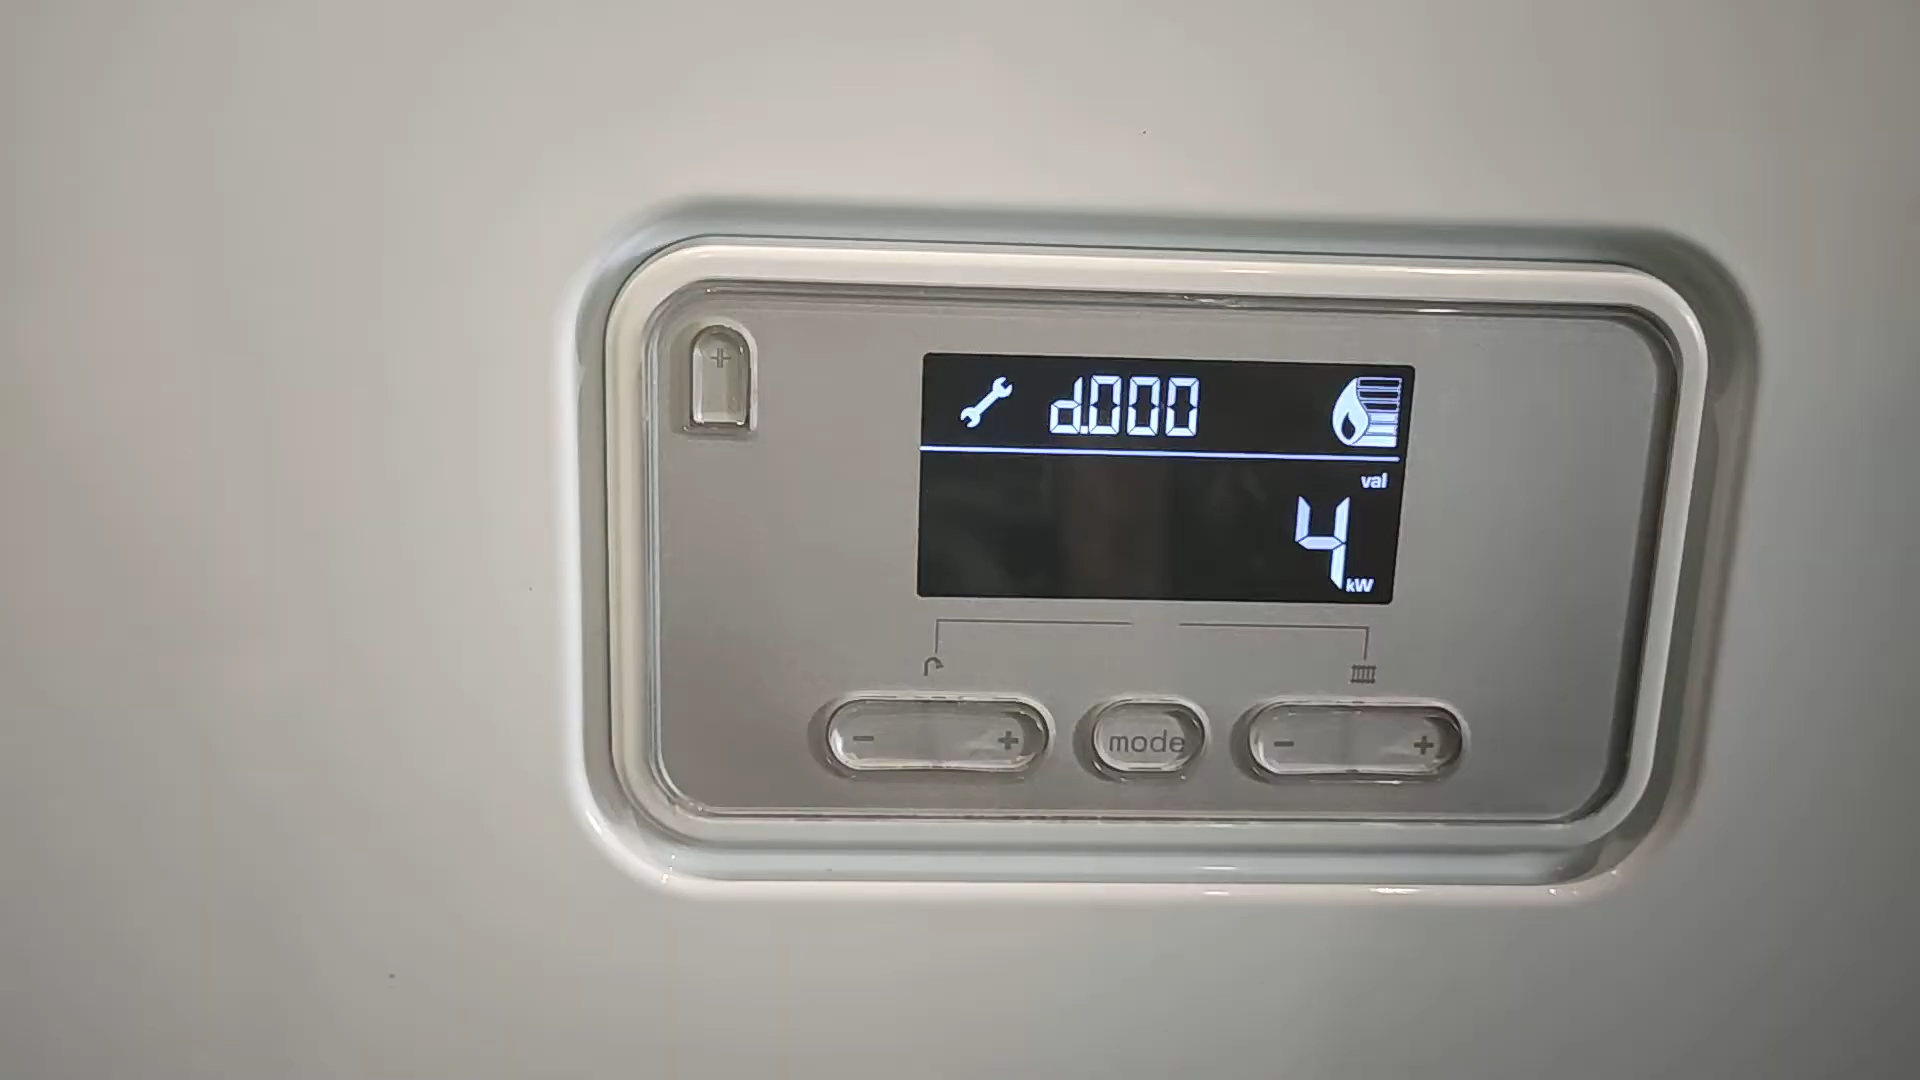 d.000
val
4
kW
- + mode - +